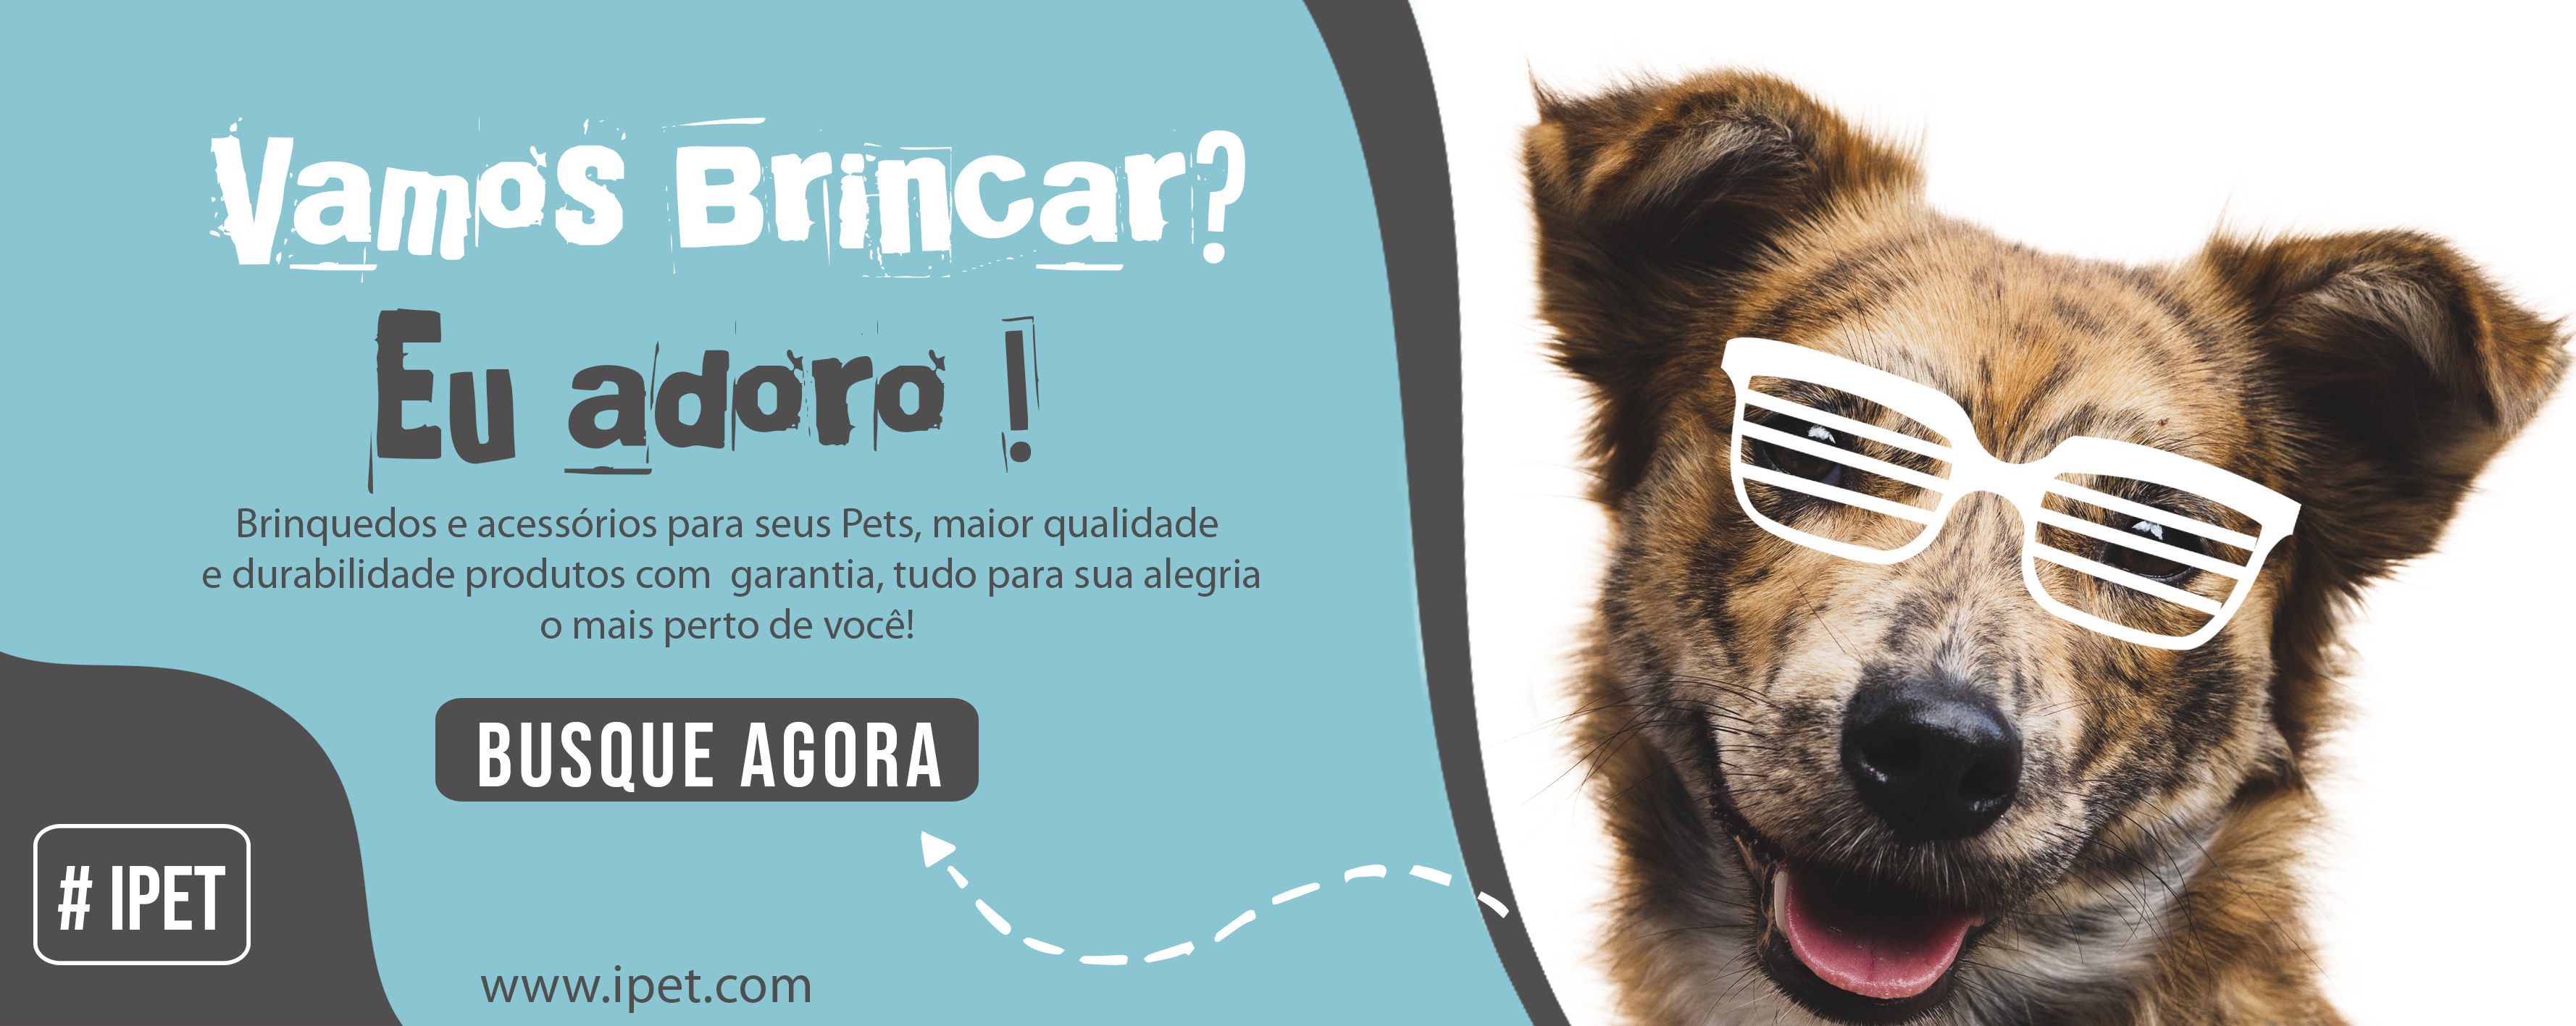 Vamos Brincar?
Eu adoro !
Brinquedos e acessórios para seus Pets, maior qualidade
e durabilidade produtos com garantia, tudo para sua alegria
o mais perto de você!
BUSQUE AGORA
# IPET
www.ipet.com